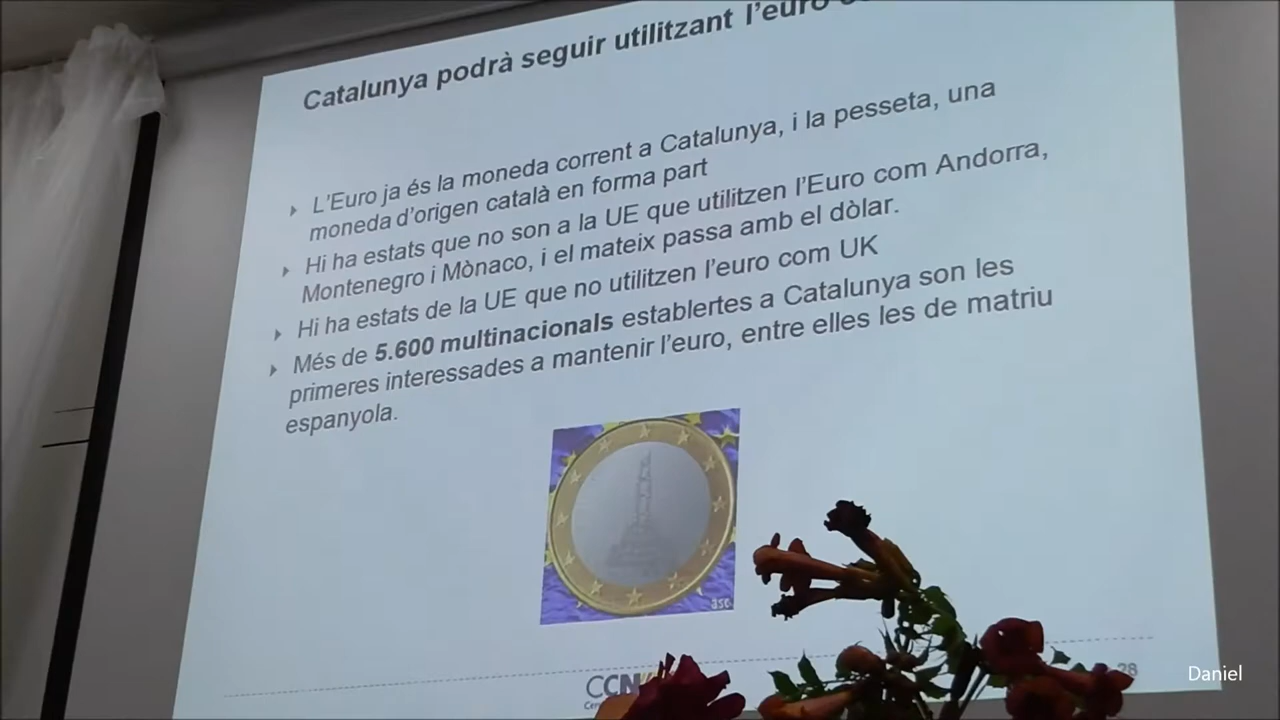 Catalunya podrà seguir utilitzant l'euro
L'Euro ja és la moneda corrent a Catalunya, i la pesseta, una
moneda d'origen català en forma part
Hi ha estats que no son a la UE que utilitzen l'Euro com Andorra,
Montenegro i Mònaco, i el mateix passa amb el dòlar.
Hi ha estats de la UE que no utilitzen l'euro com UK
Més de 5.600 multinacionals establertes a Catalunya son les
primeres interessades a mantenir l'euro, entre elles les de matriu
espanyola.
asc
CCN
28
Daniel